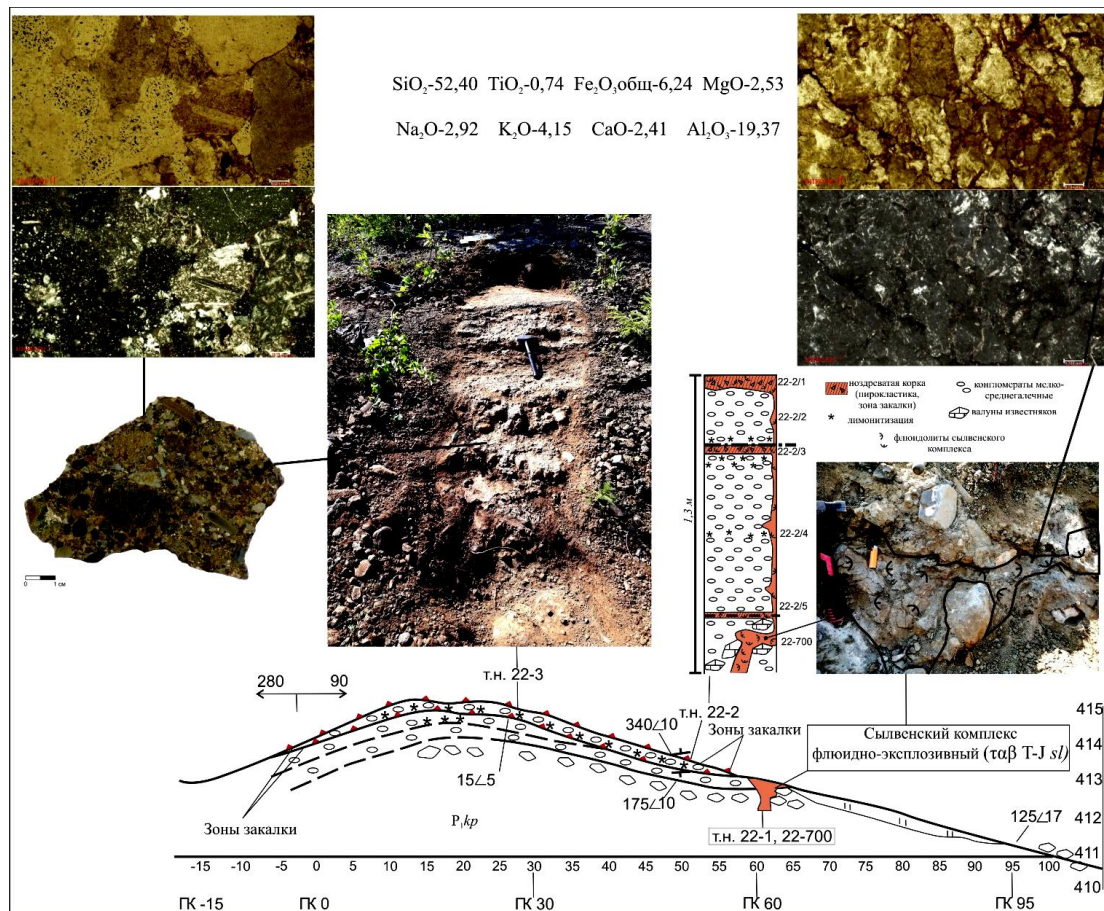 SiO₂-52,40 TiO₂-0,74 Fe₂O₃общ-6,24 MgO-2,53
Na₂O-2,92 K₂O-4,15 CaO-2,41 Al₂O₃-19,37
22-2/1
22-2/2
22-2/3
22-2/4
22-2/5
22-700
1,3 м
ноздреватая корка
(пирокластика,
зона закалки)
лимонитизация
конгломераты мелко-
среднегалечные
валуны известняков
флюидолиты сылвенского
комплекса
0 1 см
т.н. 22-3
280 90
340∠10
т.н. 22-2
Зоны закалки
Сылвенский комплекс
флюидно-эксплозивный (ταβ T-J sl)
15∠5
175∠10
Зоны закалки
P₁kp
т.н. 22-1, 22-700
125∠17
415
414
413
412
411
410
-15 -10 -5 0 5 10 15 20 25 30 35 40 45 50 55 60 65 70 75 80 85 90 95 100
ПК -15 ПК 0 ПК 30 ПК 60 ПК 95